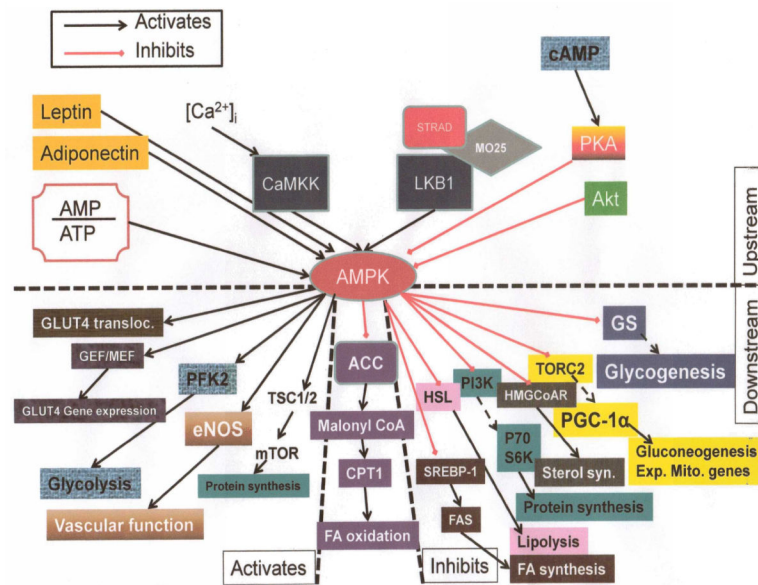 Activates
Inhibits
cAMP
Leptin
[Ca²⁺]ᵢ
STRAD
PKA
Adiponectin
MO25
CaMKK
LKB1
Akt
AMP
ATP
Upstream
AMPK
Downstream
GLUT4 transloc.
GS
GEF/MEF
ACC
TORC2
Glycogenesis
PFK2
PI3K
TSC1/2
HSL
HMGCoAR
GLUT4 Gene expression
PGC-1α
eNOS
Malonyl CoA
P70
S6K
mTOR
Gluconeogenesis
Exp. Mito. genes
SREBP-1
Sterol syn.
Glycolysis
Protein synthesis
CPT1
Protein synthesis
Vascular function
FAS
FA oxidation
Lipolysis
Activates
Inhibits
FA synthesis